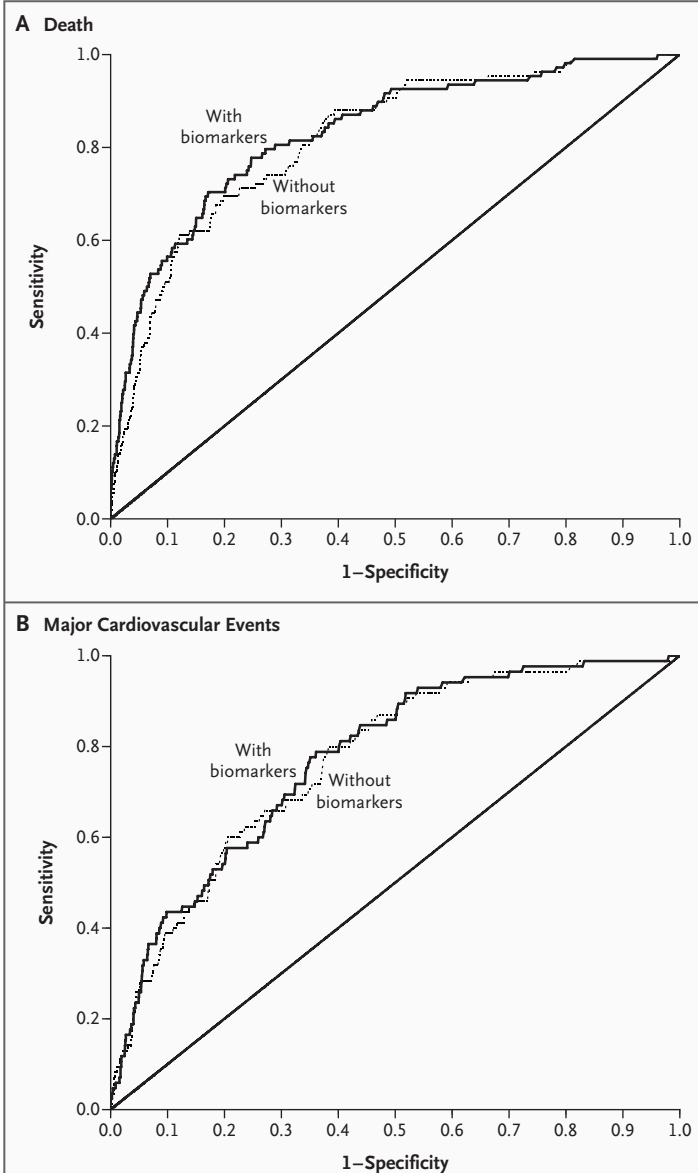 A Death
1.0
0.8
0.6
0.4
0.2
0.0
Sensitivity
With
biomarkers
Without
biomarkers
0.0 0.1 0.2 0.3 0.4 0.5 0.6 0.7 0.8 0.9 1.0
1–Specificity
B Major Cardiovascular Events
1.0
0.8
0.6
0.4
0.2
0.0
Sensitivity
With
biomarkers
Without
biomarkers
0.0 0.1 0.2 0.3 0.4 0.5 0.6 0.7 0.8 0.9 1.0
1–Specificity